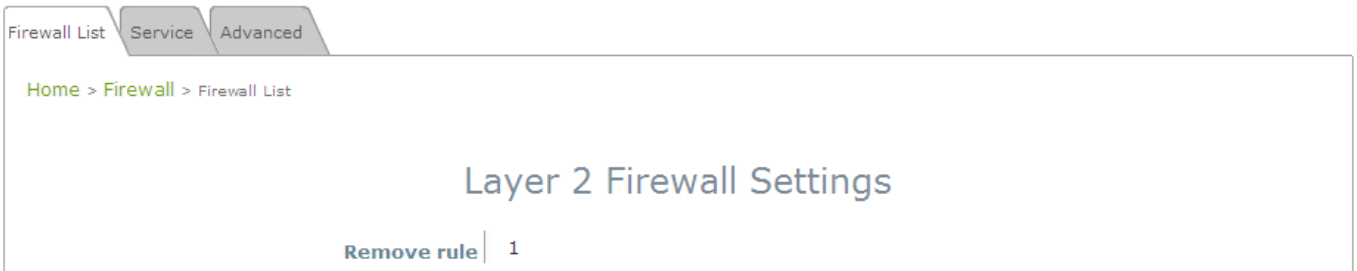 Firewall List Service Advanced
Home > Firewall > Firewall List
Layer 2 Firewall Settings
Remove rule 1